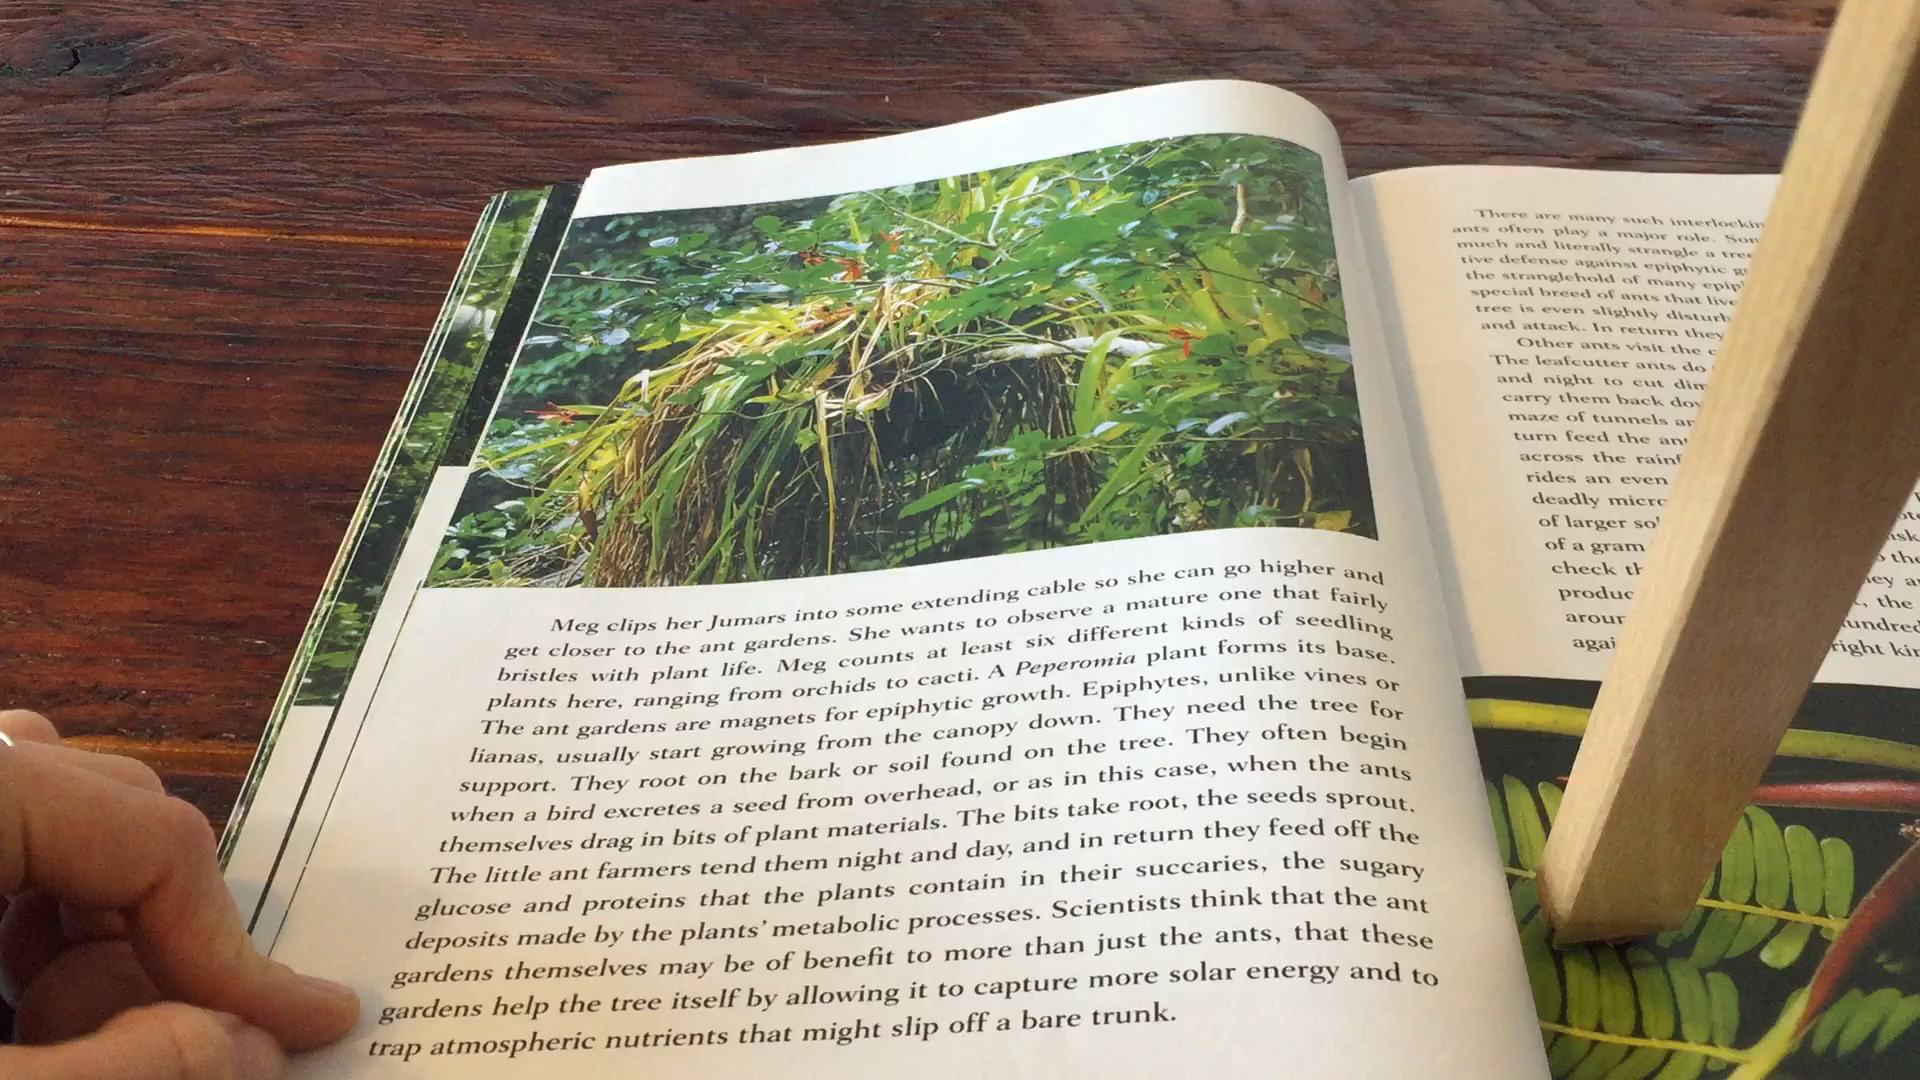 Meg clips her Jumars into some extending cable so she can go higher and
get closer to the ant gardens. She wants to observe a mature one that fairly
bristles with plant life. Meg counts at least six different kinds of seedling
plants here, ranging from orchids to cacti. A Peperomia plant forms its base.
The ant gardens are magnets for epiphytic growth. Epiphytes, unlike vines or
lianas, usually start growing from the canopy down. They need the tree for
support. They root on the bark or soil found on the tree. They often begin
when a bird excretes a seed from overhead, or as in this case, when the ants
themselves drag in bits of plant materials. The bits take root, the seeds sprout.
The little ant farmers tend them night and day, and in return they feed off the
glucose and proteins that the plants contain in their succaries, the sugary
deposits made by the plants' metabolic processes. Scientists think that the ant
gardens themselves may be of benefit to more than just the ants, that these
gardens help the tree itself by allowing it to capture more solar energy and to
trap atmospheric nutrients that might slip off a bare trunk.
There are many such
ants often play a major role.
much and literally strangle a tree
tive defense against epiphytic
the stranglehold of many
special breed of ants that live
tree is even slightly
and attack. In return they
Other ants visit the
The leafcutter ants do
and night to cut
carry them back
maze of tunnels
turn feed the
across the
rides an even
deadly
of larger
of a gram
check
right